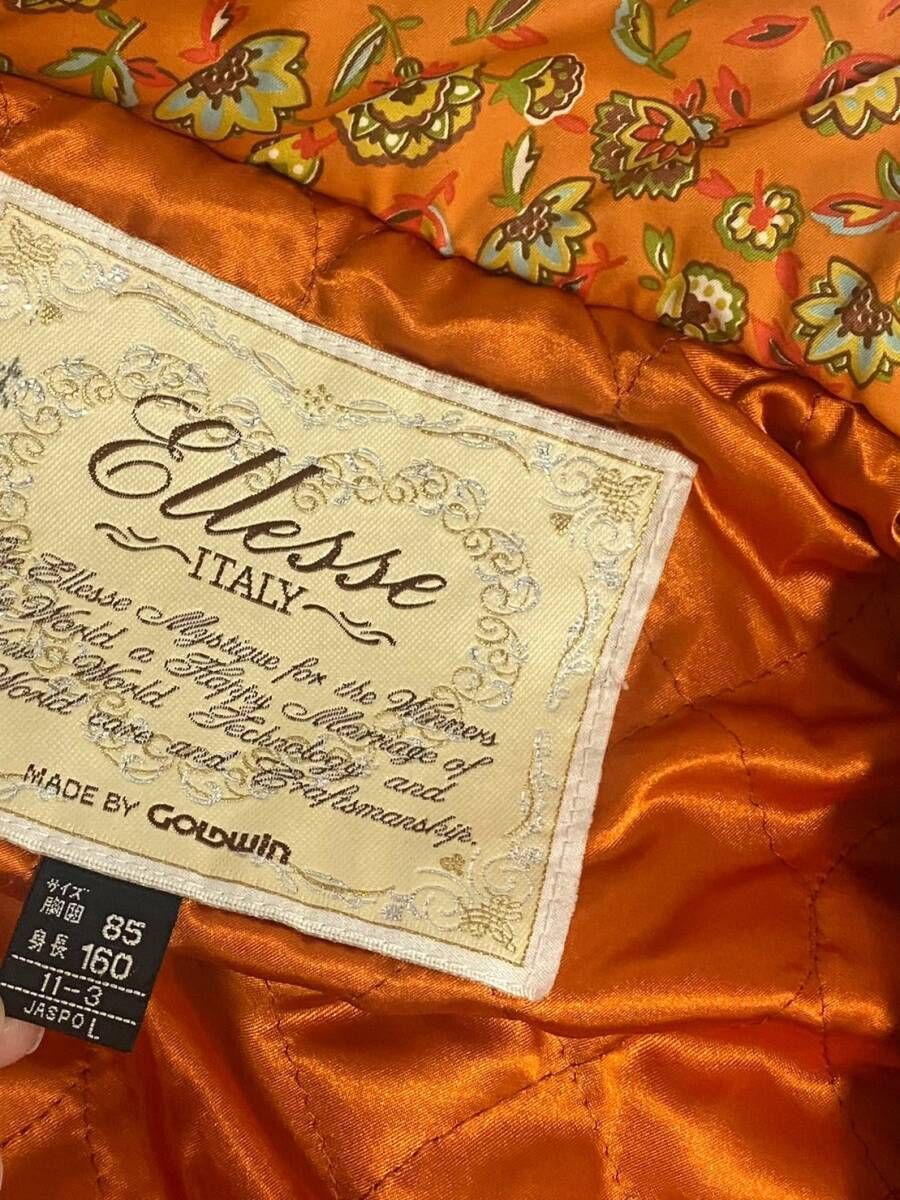 Ellesse
ITALY
Ellesse Mystique for the Winners
World a Happy Marriage of
World Technology and
World care and Craftsmanship.
MADE BY GOLDWIN
サイズ
胸囲 85
身長 160
11-3
JASPO L